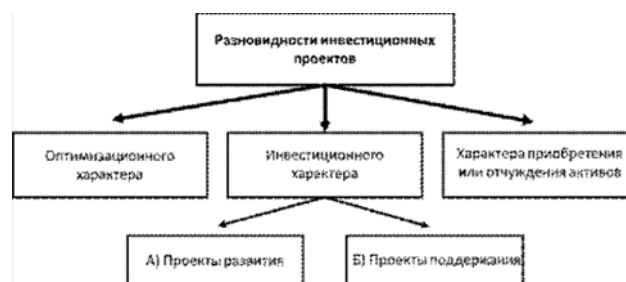 Разновидности инвестиционных
проектов
Оптимизационного
характера
Инвестиционного
характера
Характера приобретения
или отчуждения активов
А) Проекты развития
Б) Проекты поддержания